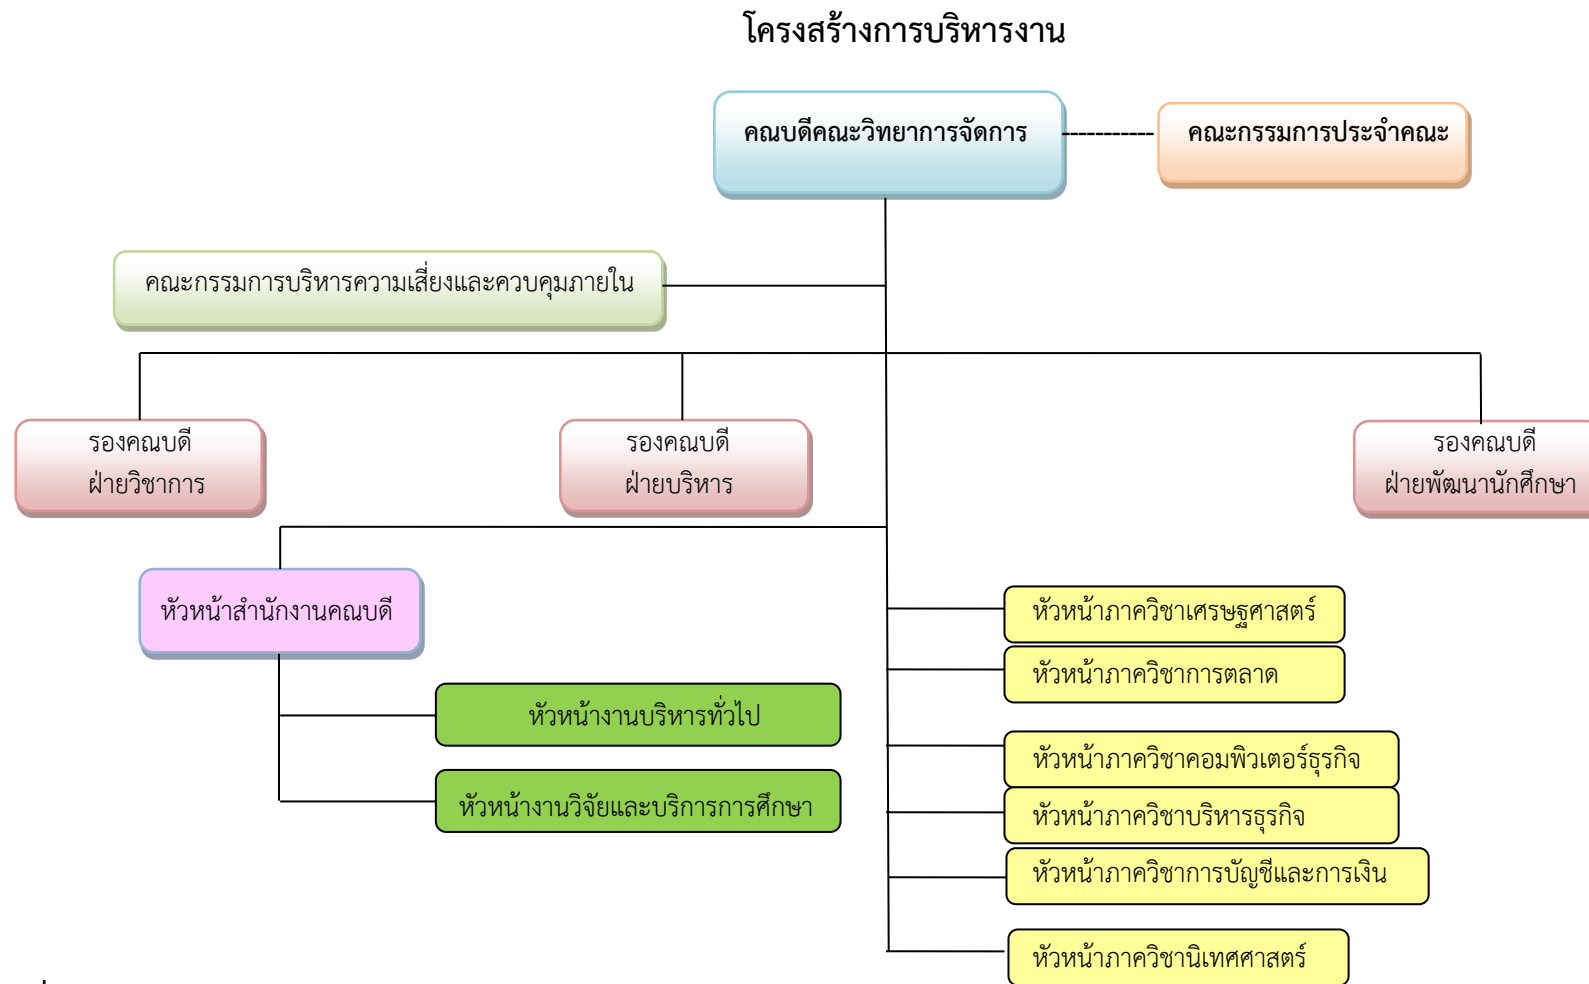 โครงสร้างการบริหารงาน
คณบดีคณะวิทยาการจัดการ
คณะกรรมการประจำคณะ
คณะกรรมการบริหารความเสี่ยงและควบคุมภายใน
รองคณบดี
ฝ่ายวิชาการ
รองคณบดี
ฝ่ายบริหาร
รองคณบดี
ฝ่ายพัฒนานักศึกษา
หัวหน้าสำนักงานคณบดี
หัวหน้างานบริหารทั่วไป
หัวหน้างานวิจัยและบริการการศึกษา
หัวหน้าภาควิชาเศรษฐศาสตร์
หัวหน้าภาควิชาการตลาด
หัวหน้าภาควิชาคอมพิวเตอร์ธุรกิจ
หัวหน้าภาควิชาบริหารธุรกิจ
หัวหน้าภาควิชาการบัญชีและการเงิน
หัวหน้าภาควิชานิเทศศาสตร์